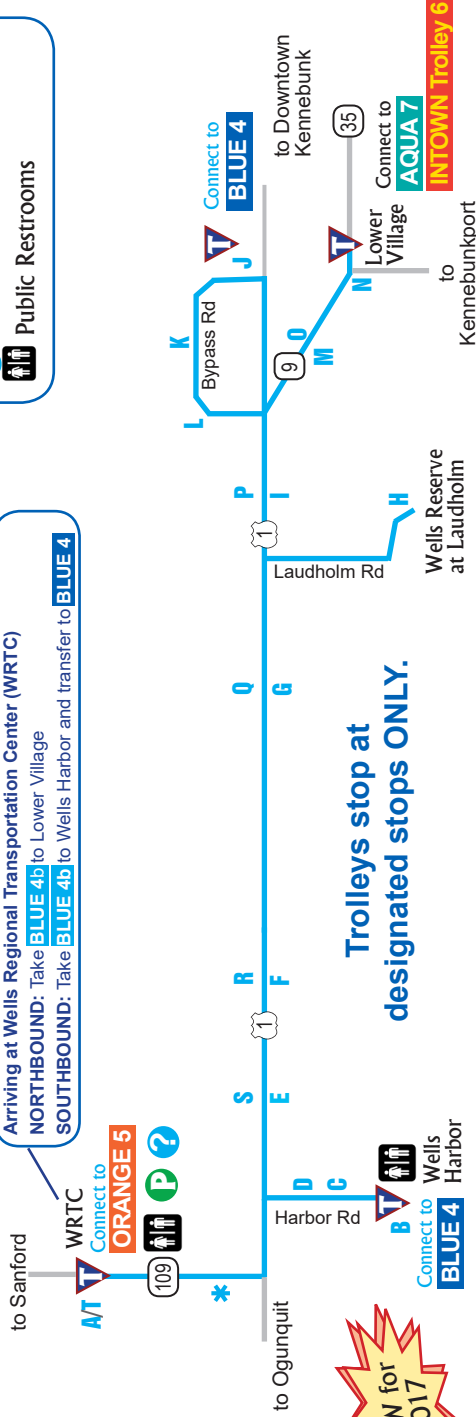 Public Restrooms
Arriving at Wells Regional Transportation Center (WRTC)
NORTHBOUND: Take BLUE 4b to Lower Village
SOUTHBOUND: Take BLUE 4b to Wells Harbor and transfer to BLUE 4
to Sanford
WRTC
Connect to
ORANGE 5
A/T
T
P
?
109
*
to Ogunquit
Harbor Rd
D
C
B
T
Wells
Harbor
Connect to
BLUE 4
S
E
1
R
F
Q
G
Laudholm Rd
1
H
Wells Reserve
at Laudholm
P
I
L
K
Bypass Rd
J
T
Connect to
BLUE 4
to Downtown
Kennebunk
9
O
M
N
T
35
Lower
Village
Connect to
AQUA 7
INTOWN Trolley 6
to
Kennebunkport
Trolleys stop at
designated stops ONLY.
for